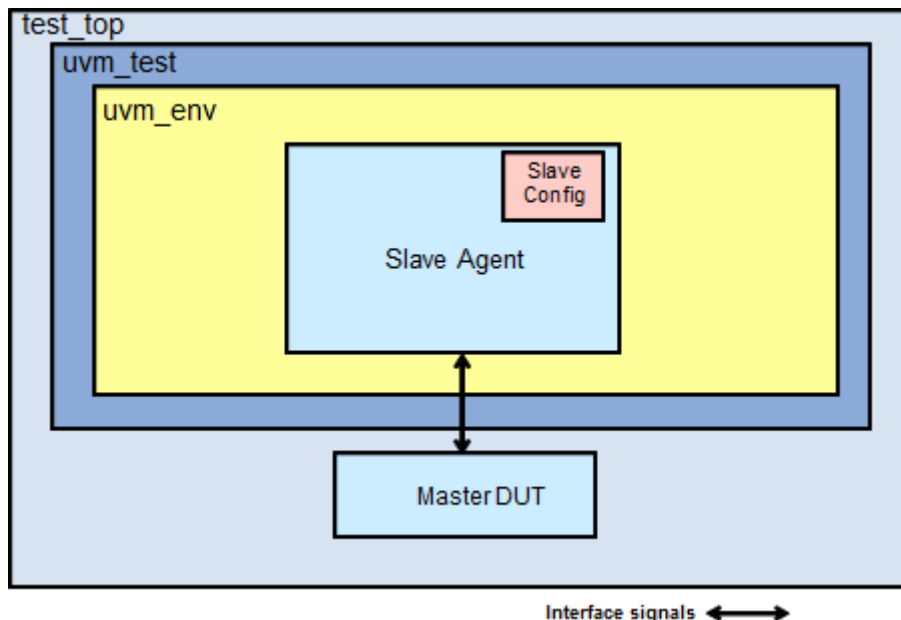 test_top
uvm_test
uvm_env
Slave
Config
Slave Agent
Master DUT
Interface signals